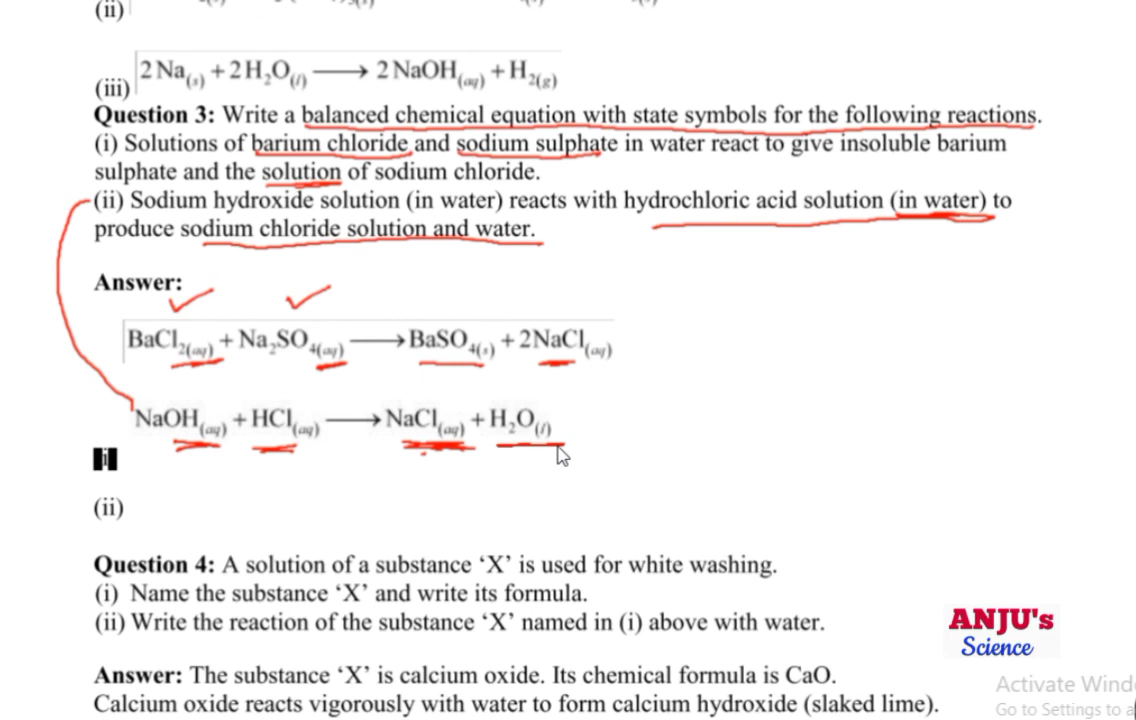 (ii)
(iii) 2 Na(s) + 2 H₂O(l) ⟶ 2 NaOH(aq) + H₂(g)
Question 3: Write a balanced chemical equation with state symbols for the following reactions.
(i) Solutions of barium chloride and sodium sulphate in water react to give insoluble barium
sulphate and the solution of sodium chloride.
(ii) Sodium hydroxide solution (in water) reacts with hydrochloric acid solution (in water) to
produce sodium chloride solution and water.
Answer:
BaCl₂(aq) + Na₂SO₄(aq) ⟶ BaSO₄(s) + 2NaCl(aq)
NaOH(aq) + HCl(aq) ⟶ NaCl(aq) + H₂O(l)
(ii)
Question 4: A solution of a substance ‘X’ is used for white washing.
(i) Name the substance ‘X’ and write its formula.
(ii) Write the reaction of the substance ‘X’ named in (i) above with water.
ANJU's
Science
Answer: The substance ‘X’ is calcium oxide. Its chemical formula is CaO.
Activate Wind
Calcium oxide reacts vigorously with water to form calcium hydroxide (slaked lime).
Go to Settings to a